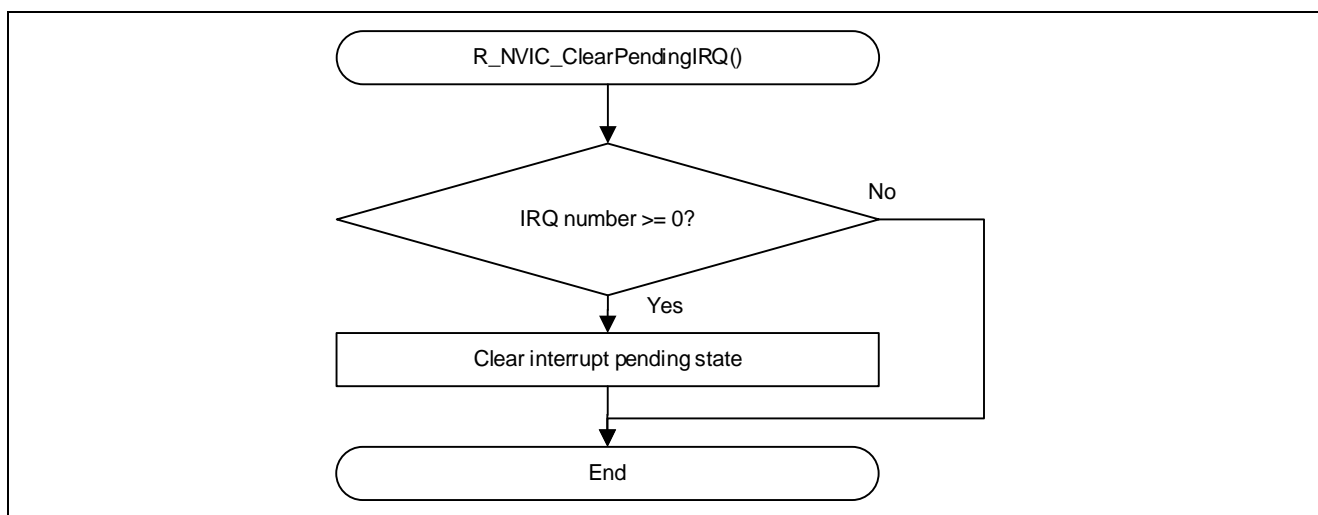 R_NVIC_ClearPendingIRQ()
No
IRQ number >= 0?
Yes
Clear interrupt pending state
End